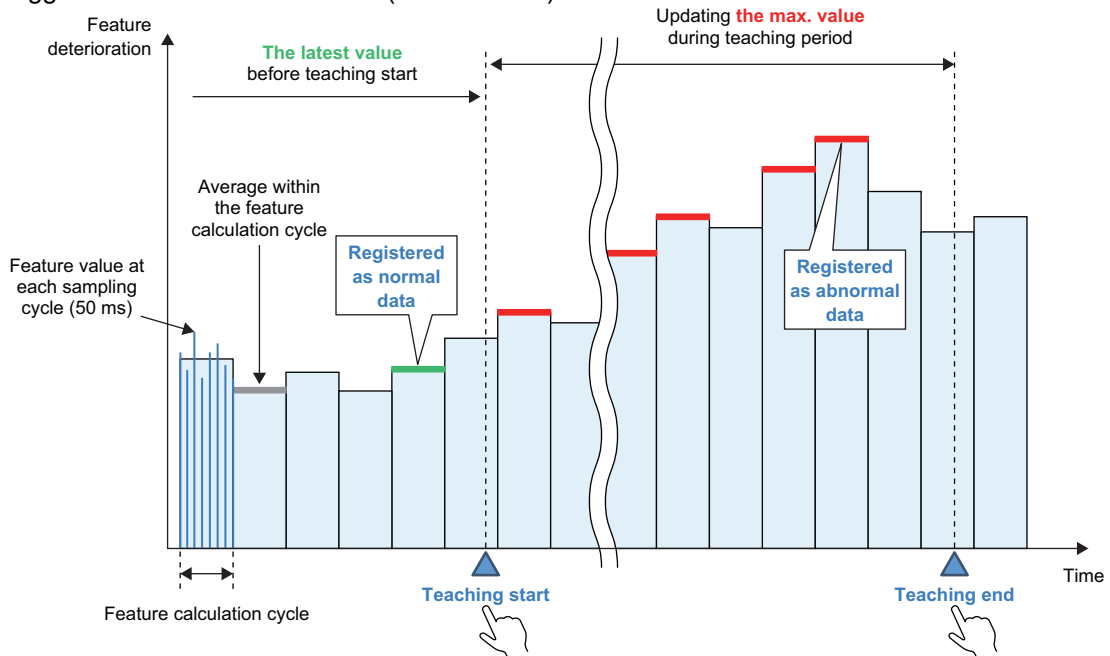 Feature
deterioration
The latest value
before teaching start
Updating the max. value
during teaching period
Average within
the feature
calculation cycle
Feature value at
each sampling
cycle (50 ms)
Registered
as normal
data
Registered
as abnormal
data
Time
Teaching start
Teaching end
Feature calculation cycle